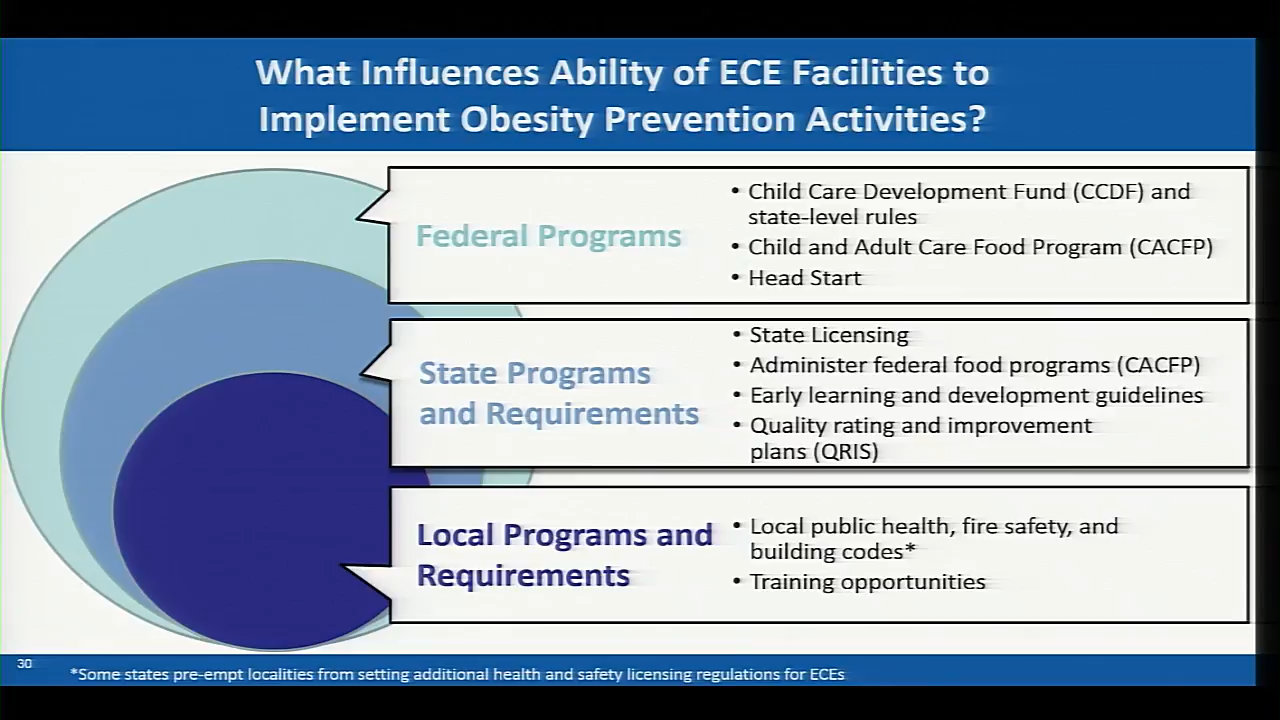 What Influences Ability of ECE Facilities to
Implement Obesity Prevention Activities?
Federal Programs
• Child Care Development Fund (CCDF) and
state-level rules
• Child and Adult Care Food Program (CACFP)
• Head Start
State Programs
and Requirements
• State Licensing
• Administer federal food programs (CACFP)
• Early learning and development guidelines
• Quality rating and improvement
plans (QRIS)
Local Programs and
Requirements
• Local public health, fire safety, and
building codes*
• Training opportunities
30
*Some states pre-empt localities from setting additional health and safety licensing regulations for ECEs